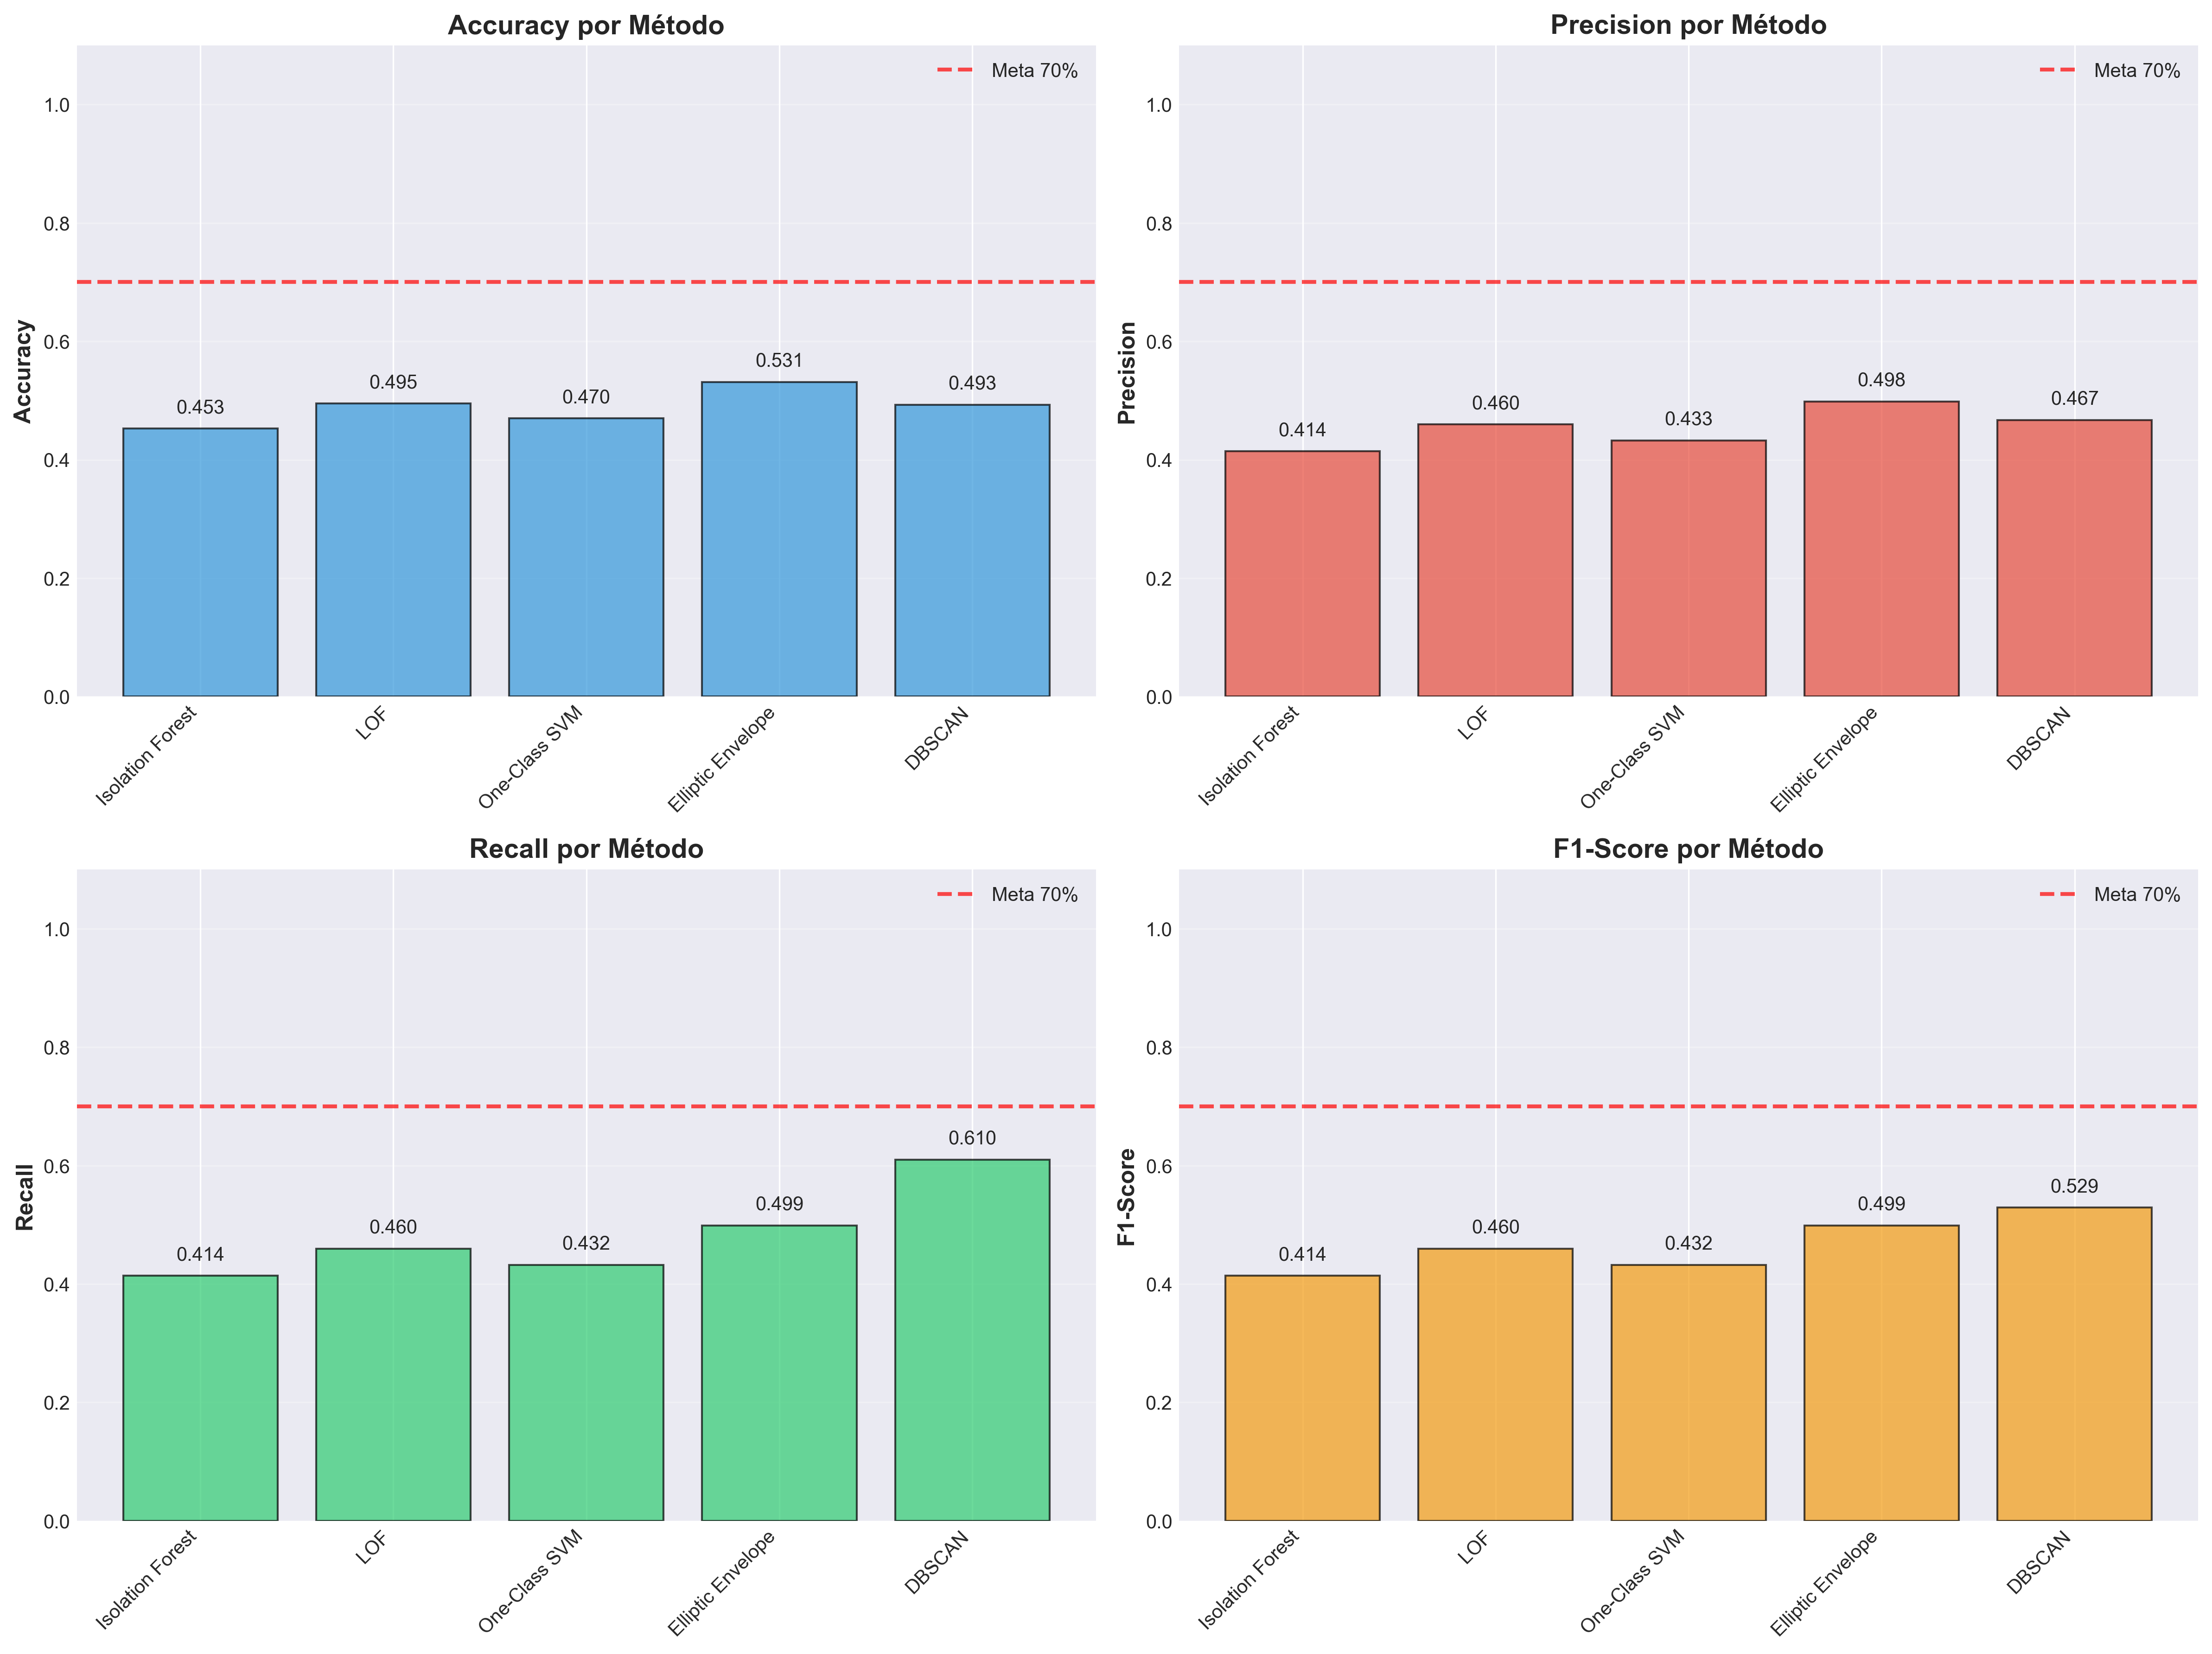 Accuracy por Método
Meta 70%
1.0
0.8
0.6
0.4
0.2
0.0
Accuracy
0.453
0.495
0.470
0.531
0.493
Isolation Forest
LOF
One-Class SVM
Elliptic Envelope
DBSCAN
Precision por Método
Meta 70%
1.0
0.8
0.6
0.4
0.2
0.0
Precision
0.414
0.460
0.433
0.498
0.467
Isolation Forest
LOF
One-Class SVM
Elliptic Envelope
DBSCAN
Recall por Método
Meta 70%
1.0
0.8
0.6
0.4
0.2
0.0
Recall
0.414
0.460
0.432
0.499
0.610
Isolation Forest
LOF
One-Class SVM
Elliptic Envelope
DBSCAN
F1-Score por Método
Meta 70%
1.0
0.8
0.6
0.4
0.2
0.0
F1-Score
0.414
0.460
0.432
0.499
0.529
Isolation Forest
LOF
One-Class SVM
Elliptic Envelope
DBSCAN